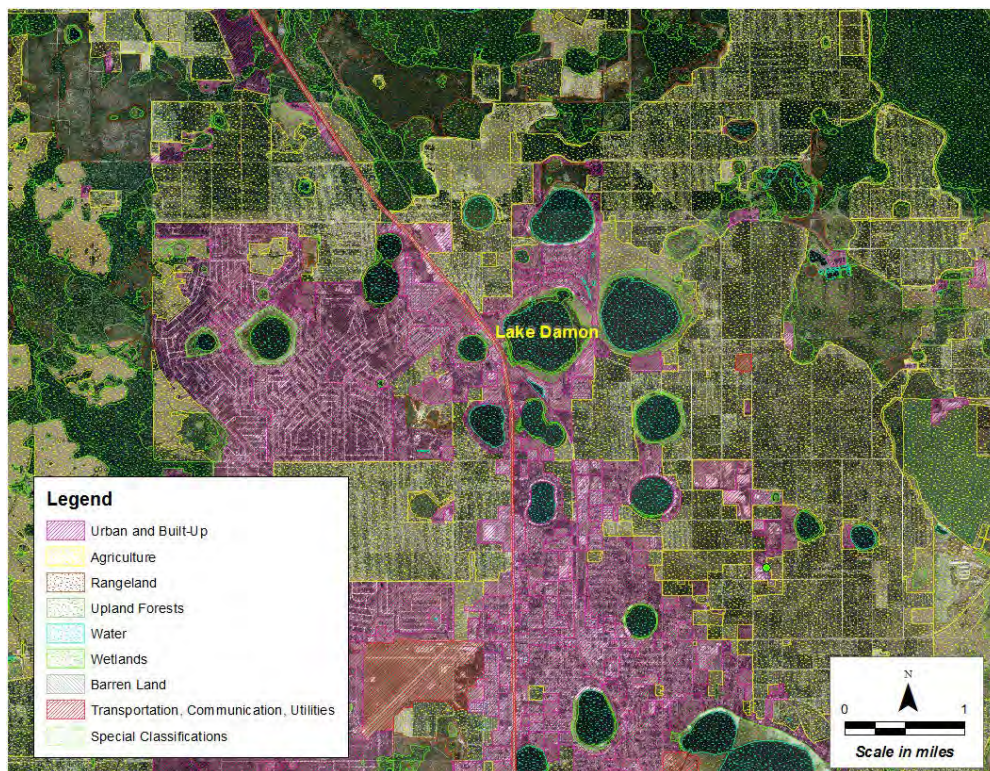 Lake Damon
Legend
Urban and Built-Up
Agriculture
Rangeland
Upland Forests
Water
Wetlands
Barren Land
Transportation, Communication, Utilities
Special Classifications
N
0 1
Scale in miles